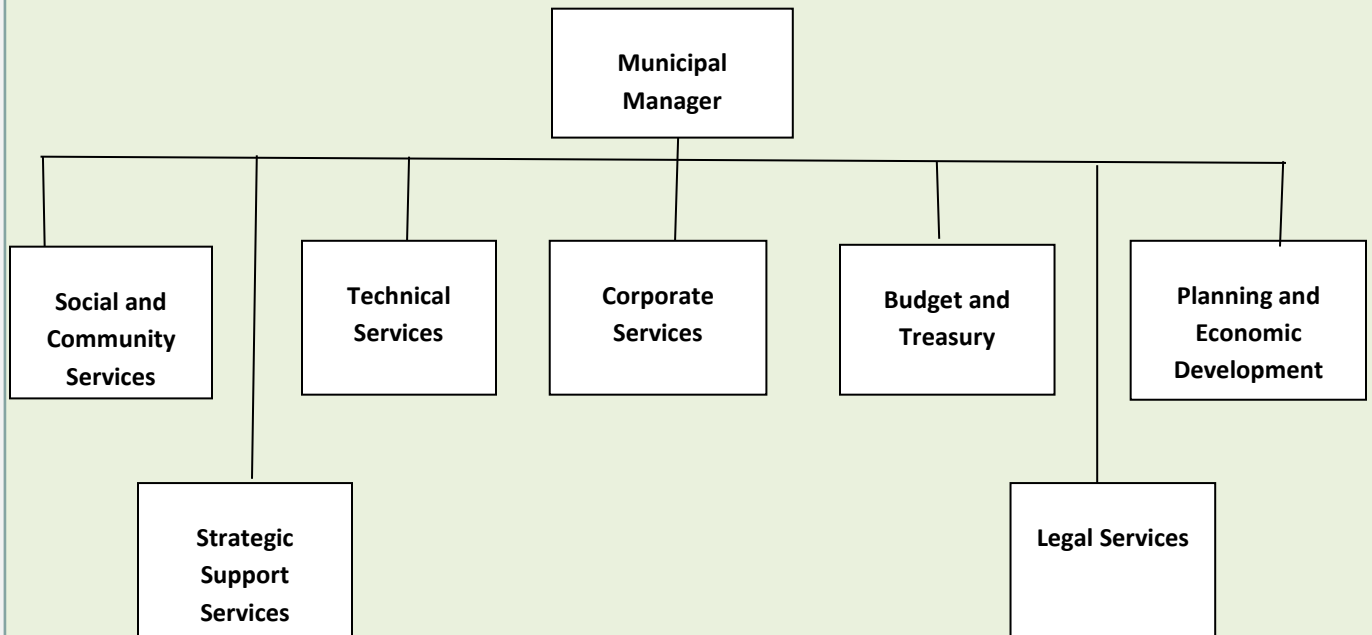 Municipal
Manager
Social and
Community
Services
Technical
Services
Corporate
Services
Budget and
Treasury
Planning and
Economic
Development
Strategic
Support
Services
Legal Services